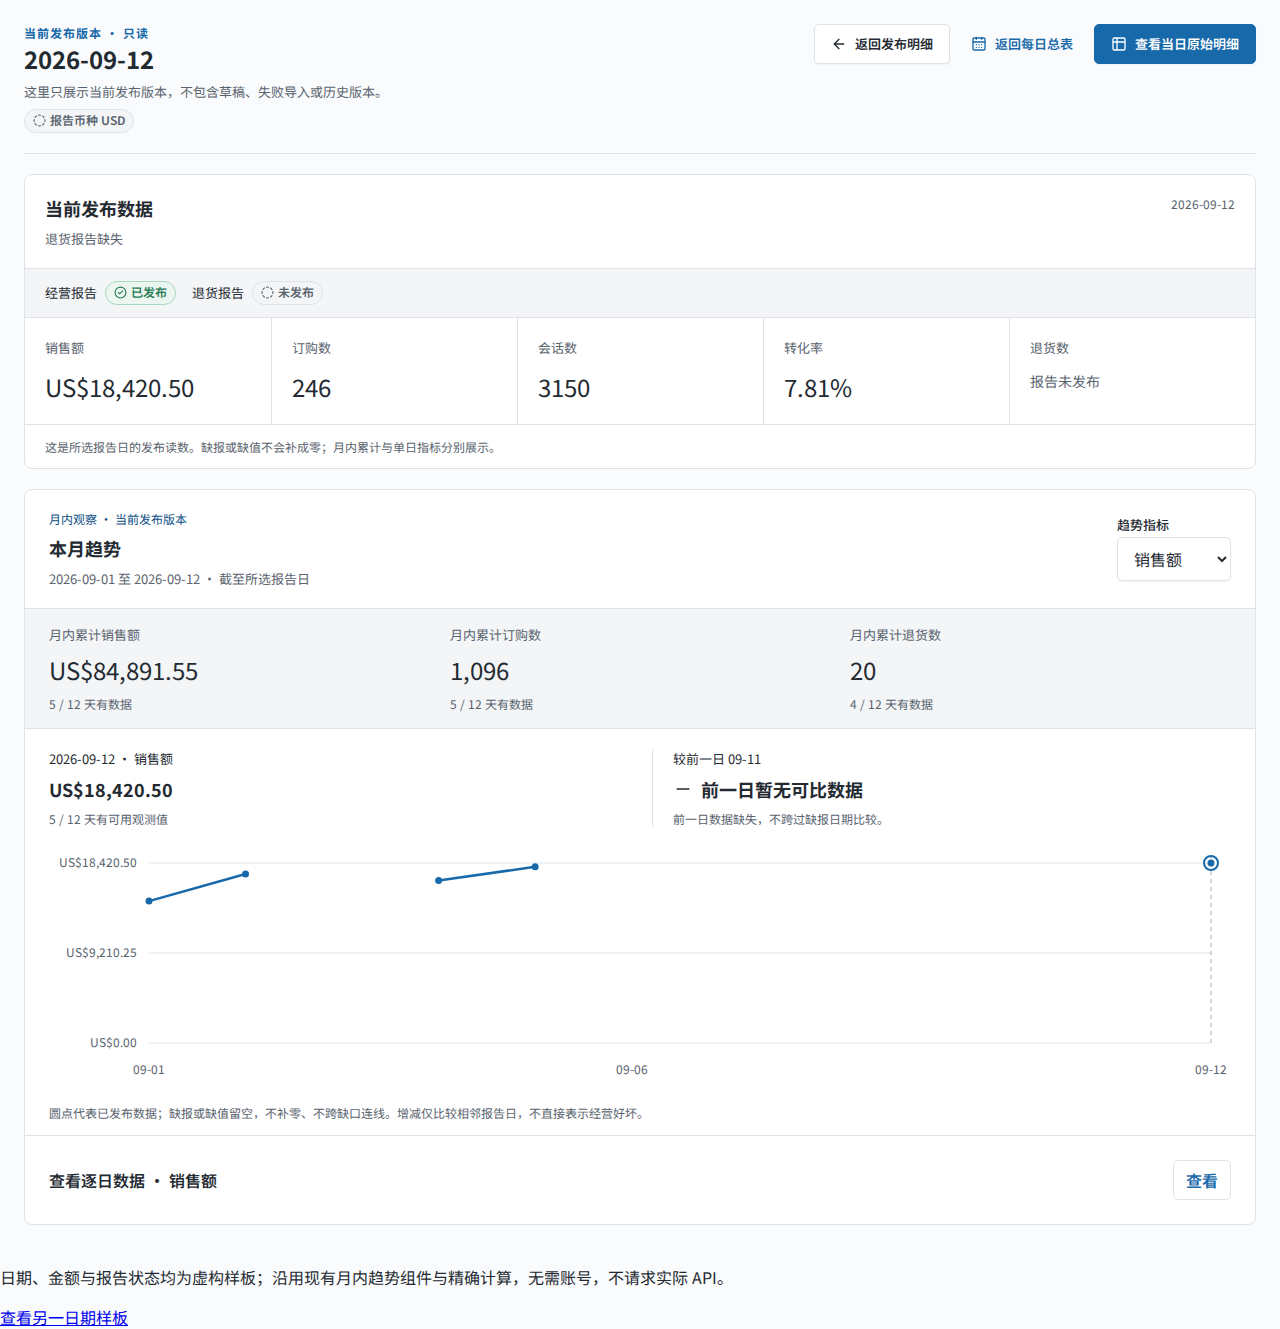 当前发布版本 · 只读
2026-09-12
这里只展示当前发布版本，不包含草稿、失败导入或历史版本。
报告币种 USD
返回发布明细
返回每日总表
查看当日原始明细
当前发布数据
2026-09-12
退货报告缺失
经营报告 已发布 退货报告 未发布
销售额
US$18,420.50
订购数
246
会话数
3150
转化率
7.81%
退货数
报告未发布
这是所选报告日的发布读数。缺报或缺值不会补成零；月内累计与单日指标分别展示。
月内观察 · 当前发布版本
本月趋势
2026-09-01 至 2026-09-12 · 截至所选报告日
趋势指标
销售额
月内累计销售额
US$84,891.55
5 / 12 天有数据
月内累计订购数
1,096
5 / 12 天有数据
月内累计退货数
20
4 / 12 天有数据
2026-09-12 · 销售额
US$18,420.50
5 / 12 天有可用观测值
较前一日 09-11
— 前一日暂无可比数据
前一日数据缺失，不跨过缺报日期比较。
US$18,420.50
US$9,210.25
US$0.00
09-01
09-06
09-12
圆点代表已发布数据；缺报或缺值留空，不补零、不跨缺口连线。增减仅比较相邻报告日，不直接表示经营好坏。
查看逐日数据 · 销售额
查看
日期、金额与报告状态均为虚构样板；沿用现有月内趋势组件与精确计算，无需账号，不请求实际 API。
查看另一日期样板